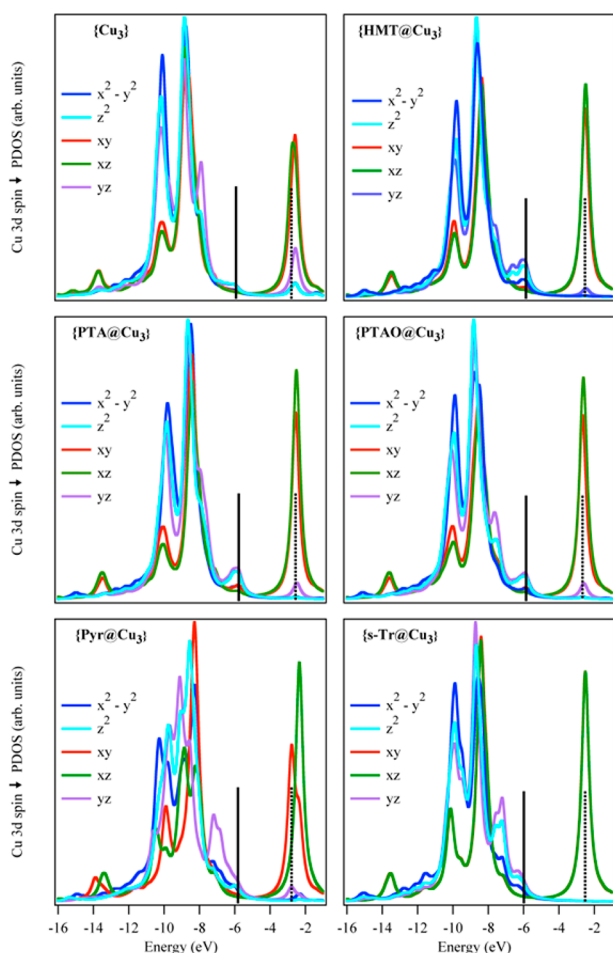 {Cu3}
x2 - y2
z2
xy
xz
yz
Cu 3d spin ↓ PDOS (arb. units)
{HMT@Cu3}
x2 - y2
z2
xy
xz
yz
{PTA@Cu3}
x2 - y2
z2
xy
xz
yz
Cu 3d spin ↓ PDOS (arb. units)
{PTAO@Cu3}
x2 - y2
z2
xy
xz
yz
{Pyr@Cu3}
x2 - y2
z2
xy
xz
yz
Cu 3d spin ↓ PDOS (arb. units)
-16 -14 -12 -10 -8 -6 -4 -2
Energy (eV)
{s-Tr@Cu3}
x2 - y2
z2
xy
xz
yz
-16 -14 -12 -10 -8 -6 -4 -2
Energy (eV)